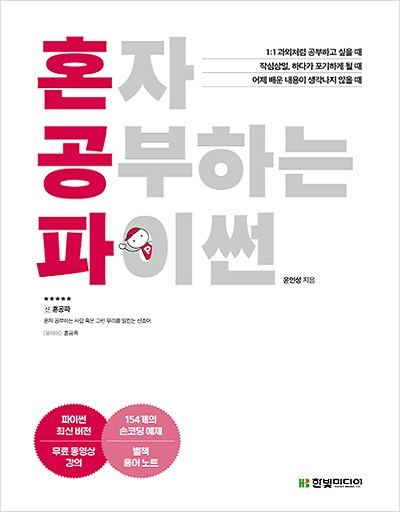 1:1 과외처럼 공부하고 싶을 때
작심삼일, 하다가 포기하게 될 때
어제 배운 내용이 생각나지 않을 때
혼자
공부하는
파이썬
윤인성 지음
★★★★★
신 혼공파
혼자 공부하는 사람 혹은 그런 무리를 일컫는 신조어
[유의어] 혼공족
파이썬
최신 버전
무료 동영상
강의
154개의
손코딩 예제
별책
용어 노트
한빛미디어